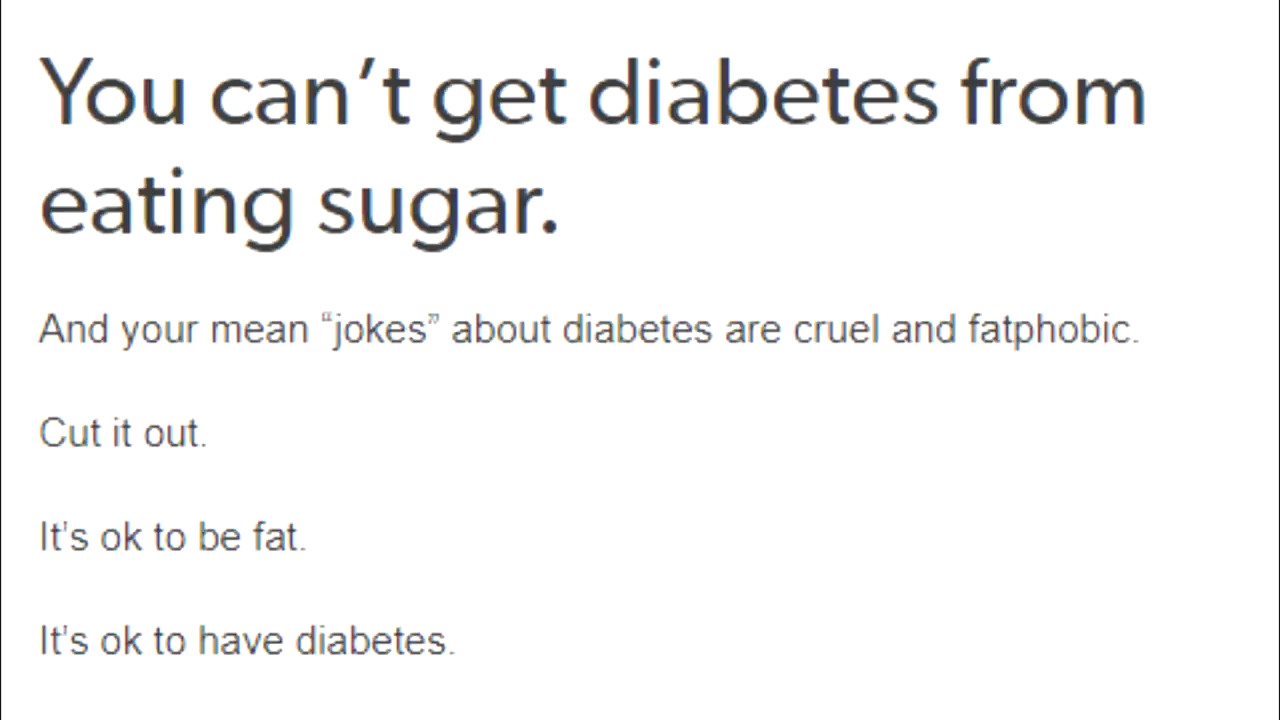 You can’t get diabetes from
eating sugar.
And your mean “jokes” about diabetes are cruel and fatphobic.
Cut it out.
It's ok to be fat.
It's ok to have diabetes.